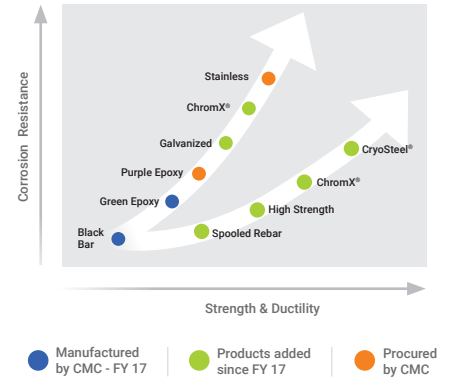 Corrosion Resistance
Stainless
ChromX®
Galvanized
Purple Epoxy
Green Epoxy
Black
Bar
CryoSteel®
ChromX®
High Strength
Spooled Rebar
Strength & Ductility
Manufactured
by CMC - FY 17
Products added
since FY 17
Procured
by CMC